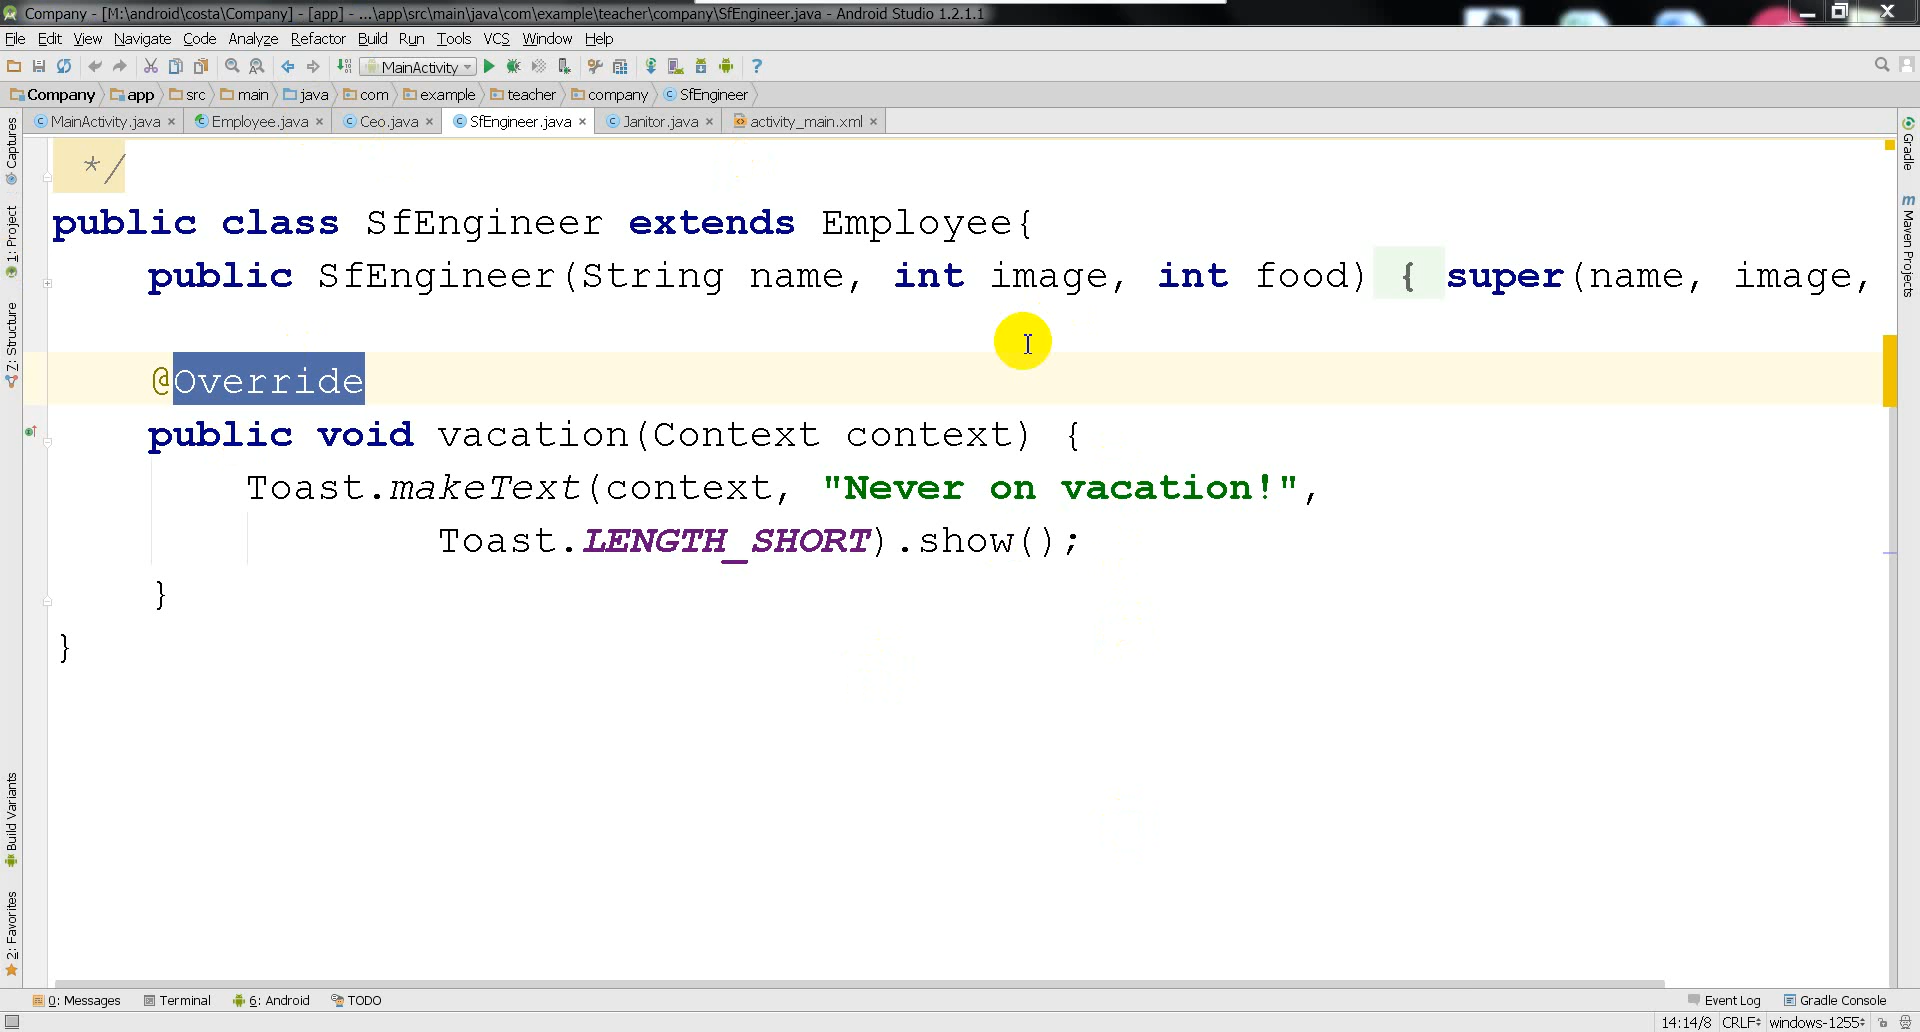 Company - [M:\android\costa\Company] - [app] - ...\app\src\main\java\com\example\teacher\company\SfEngineer.java - Android Studio 1.2.1.1
File Edit View Navigate Code Analyze Refactor Build Run Tools VCS Window Help
MainActivity
Company app src main java com example teacher company SfEngineer
MainActivity.java Employee.java Ceo.java SfEngineer.java Janitor.java activity_main.xml
Captures
1: Project
7: Structure
Build Variants
2: Favorites
*/
public class SfEngineer extends Employee{
public SfEngineer(String name, int image, int food) { super(name, image,
@Override
public void vacation(Context context) {
Toast.makeText(context, "Never on vacation!",
Toast.LENGTH_SHORT).show();
}
}
Gradle
Maven Projects
0: Messages Terminal 6: Android TODO Event Log Gradle Console
14:14/8 CRLF windows-1255